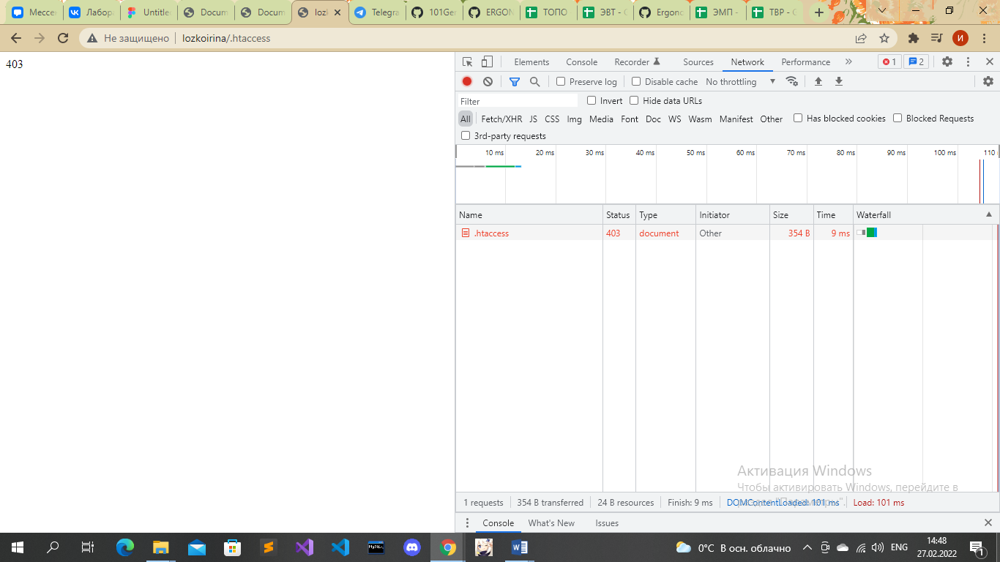 Мессе Лабора Untitle Docum Docum lozk Telegra 101Ger ERGON ТОПО ЭВТ - С Ergonc ЭМП - ТВР - С
Не защищено lozkoirina/.htaccess И
403
Elements Console Recorder Sources Network Performance 1 2
Preserve log Disable cache No throttling
Filter Invert Hide data URLs
All Fetch/XHR JS CSS Img Media Font Doc WS Wasm Manifest Other Has blocked cookies Blocked Requests
3rd-party requests
10 ms 20 ms 30 ms 40 ms 50 ms 60 ms 70 ms 80 ms 90 ms 100 ms 110
Name Status Type Initiator Size Time Waterfall
.htaccess 403 document Other 354 B 9 ms
Активация Windows
Чтобы активировать Windows, перейдите в
раздел "Параметры".
1 requests 354 B transferred 24 B resources Finish: 9 ms DOMContentLoaded: 101 ms Load: 101 ms
Console What's New Issues
MySQL 0°C В осн. облачно ENG 14:48
27.02.2022 1